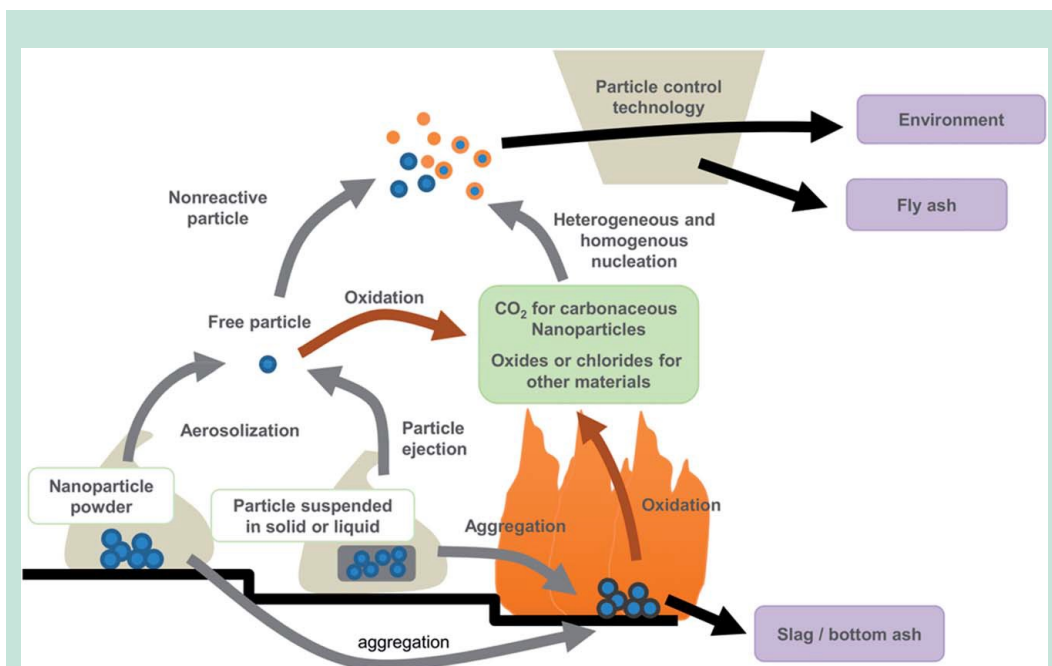 Particle control
technology
Environment
Fly ash
Nonreactive
particle
Heterogeneous and
homogenous
nucleation
Oxidation
Free particle
CO₂ for carbonaceous
Nanoparticles
Oxides or chlorides for
other materials
Aerosolization
Particle
ejection
Nanoparticle
powder
Particle suspended
in solid or liquid
Aggregation
Oxidation
aggregation
Slag / bottom ash